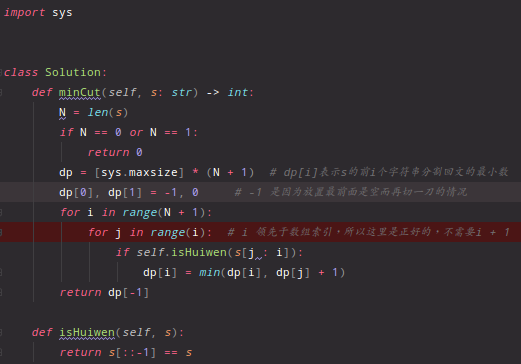 import sys
class Solution:
def minCut(self, s: str) -> int:
N = len(s)
if N == 0 or N == 1:
return 0
dp = [sys.maxsize] * (N + 1)  # dp[i]表示s的前i个字符串分割回文的最小数
dp[0], dp[1] = -1, 0      # -1 是因为放置最前面是空而再切一刀的情况
for i in range(N + 1):
for j in range(i):  # i 领先于数组索引，所以这里是正好的，不需要i + 1
if self.isHuiwen(s[j : i]):
dp[i] = min(dp[i], dp[j] + 1)
return dp[-1]
def isHuiwen(self, s):
return s[::-1] == s